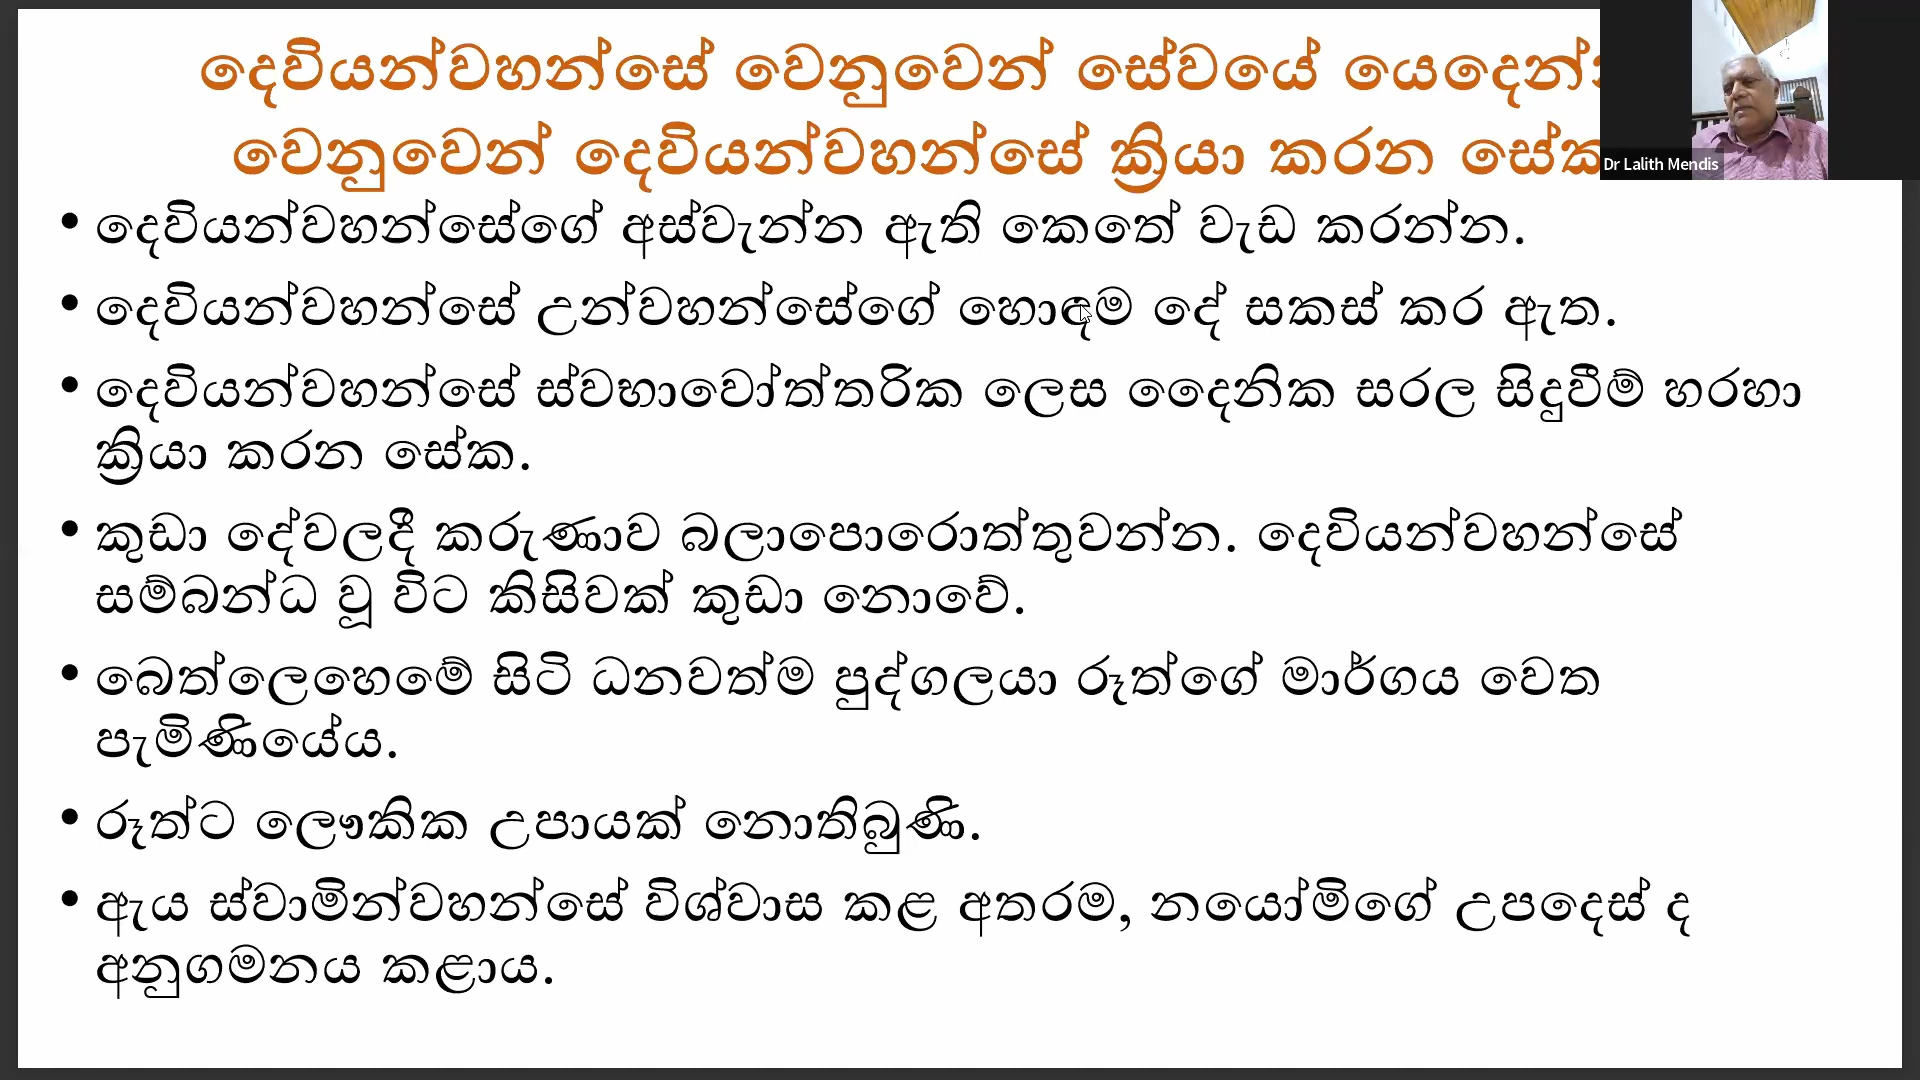 දෙවියන්වහන්සේ වෙනුවෙන් සේවයේ
වෙනුවෙන් දෙවියන්වහන්සේ ක්‍රියා කරන
Dr Lalith Mendis
• දෙවියන්වහන්සේගේ අස්වැන්න ඇති කෙතේ වැඩ කරන්න.
• දෙවියන්වහන්සේ උන්වහන්සේගේ හොඳම දේ සකස් කර ඇත.
• දෙවියන්වහන්සේ ස්වභාවෝත්තරික ලෙස දෛනික සරල සිදුවීම් හරහා
ක්‍රියා කරන සේක.
• කුඩා දේවලදී කරුණාව බලාපොරොත්තුවන්න. දෙවියන්වහන්සේ
සම්බන්ධ වූ විට කිසිවක් කුඩා නොවේ.
• බෙත්ලෙහෙමේ සිටි ධනවත්ම පුද්ගලයා රූත්ගේ මාර්ගය වෙත
පැමිණියේය.
• රූත්ට ලෞකික උපායක් නොතිබුණි.
• ඇය ස්වාමින්වහන්සේ විශ්වාස කළ අතරම, නයෝමිගේ උපදෙස් ද
අනුගමනය කළාය.